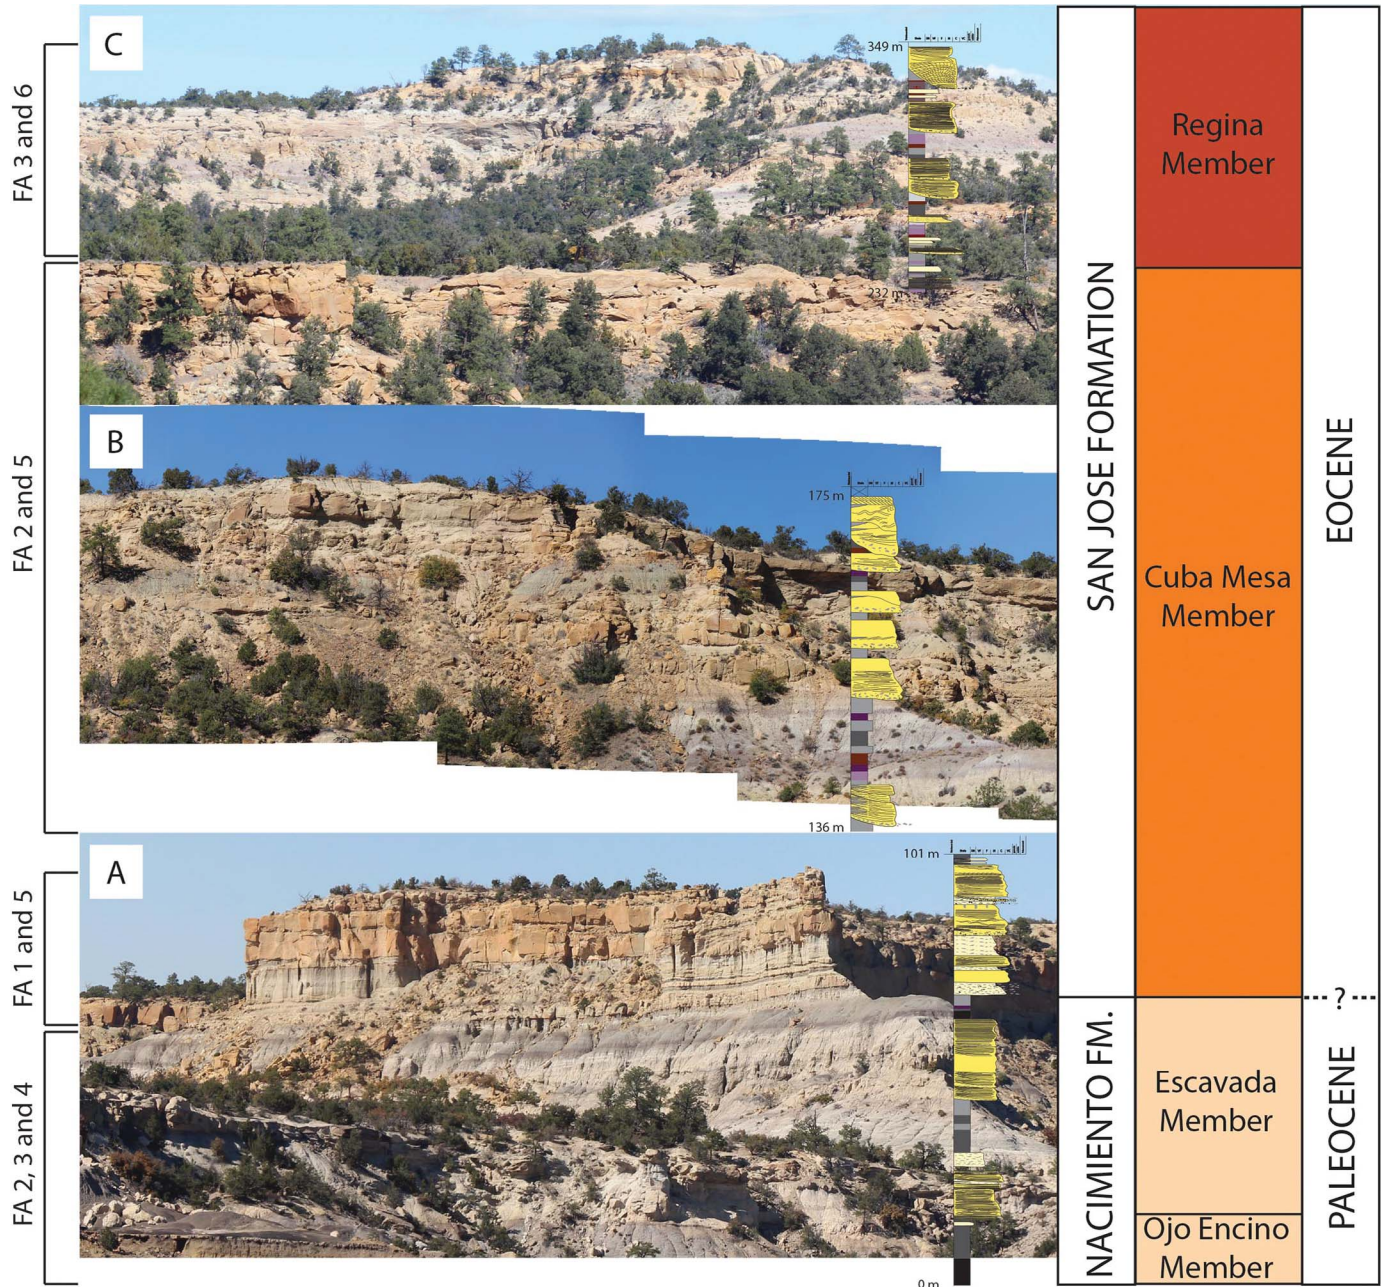 C
349 m
232 m
FA 3 and 6
B
175 m
136 m
FA 2 and 5
A
101 m
0 m
FA 1 and 5
FA 2, 3 and 4
SAN JOSE FORMATION
NACIMIENTO FM.
Regina
Member
Cuba Mesa
Member
Escavada
Member
Ojo Encino
Member
EOCENE
?
PALEOCENE